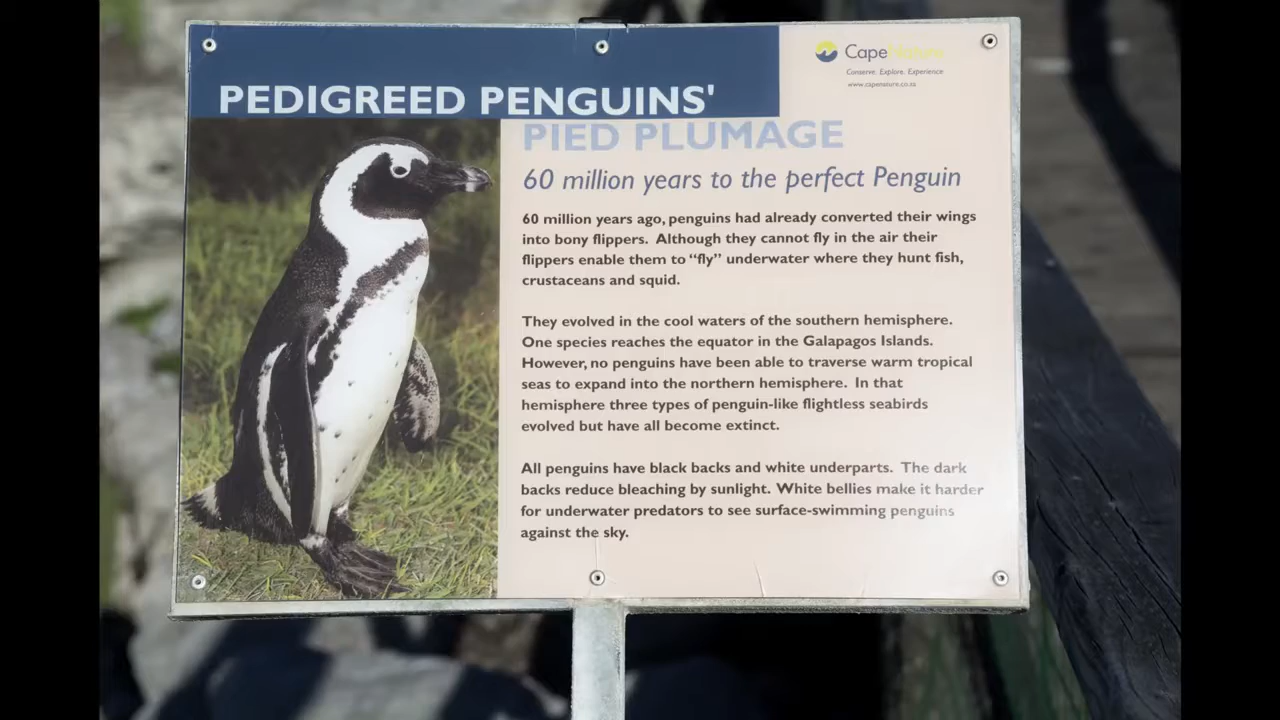 PEDIGREED PENGUINS'
CapeNature
Conserve. Explore. Experience
www.capenature.co.za
PIED PLUMAGE
60 million years to the perfect Penguin
60 million years ago, penguins had already converted their wings
into bony flippers. Although they cannot fly in the air their
flippers enable them to “fly” underwater where they hunt fish,
crustaceans and squid.
They evolved in the cool waters of the southern hemisphere.
One species reaches the equator in the Galapagos Islands.
However, no penguins have been able to traverse warm tropical
seas to expand into the northern hemisphere. In that
hemisphere three types of penguin-like flightless seabirds
evolved but have all become extinct.
All penguins have black backs and white underparts. The dark
backs reduce bleaching by sunlight. White bellies make it harder
for underwater predators to see surface-swimming penguins
against the sky.